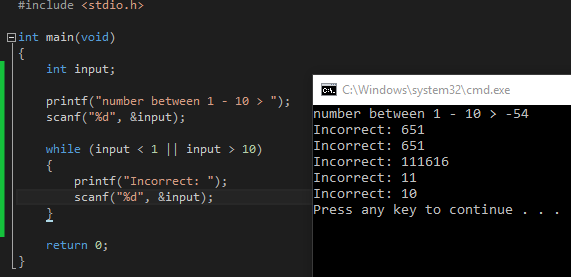 #include <stdio.h>
int main(void)
{
int input;
printf("number between 1 - 10 > ");
scanf("%d", &input);
while (input < 1 || input > 10)
{
printf("Incorrect: ");
scanf("%d", &input);
}
return 0;
}
C:\Windows\system32\cmd.exe
number between 1 - 10 > -54
Incorrect: 651
Incorrect: 651
Incorrect: 111616
Incorrect: 11
Incorrect: 10
Press any key to continue . . .